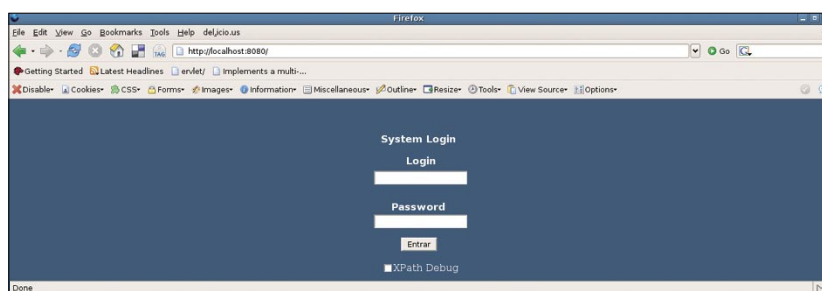 Firefox
File Edit View Go Bookmarks Tools Help del.icio.us
TAG http://localhost:8080/ Go G
Getting Started Latest Headlines ervlet/ Implements a multi-...
Disable Cookies CSS Forms Images Information Miscellaneous Outline Resize Tools View Source Options
System Login
Login
Password
Entrar
XPath Debug
Done